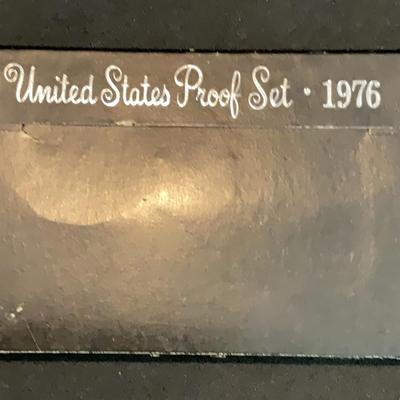 United States Proof Set · 1976